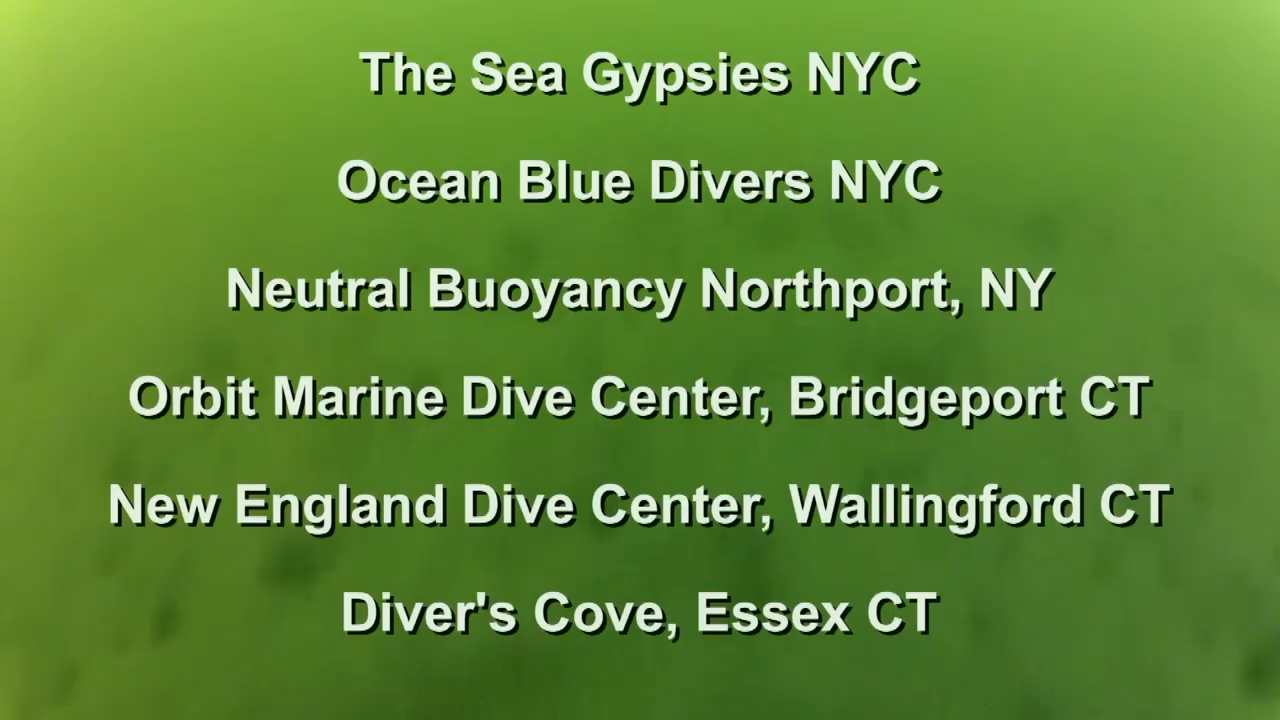 The Sea Gypsies NYC
Ocean Blue Divers NYC
Neutral Buoyancy Northport, NY
Orbit Marine Dive Center, Bridgeport CT
New England Dive Center, Wallingford CT
Diver's Cove, Essex CT